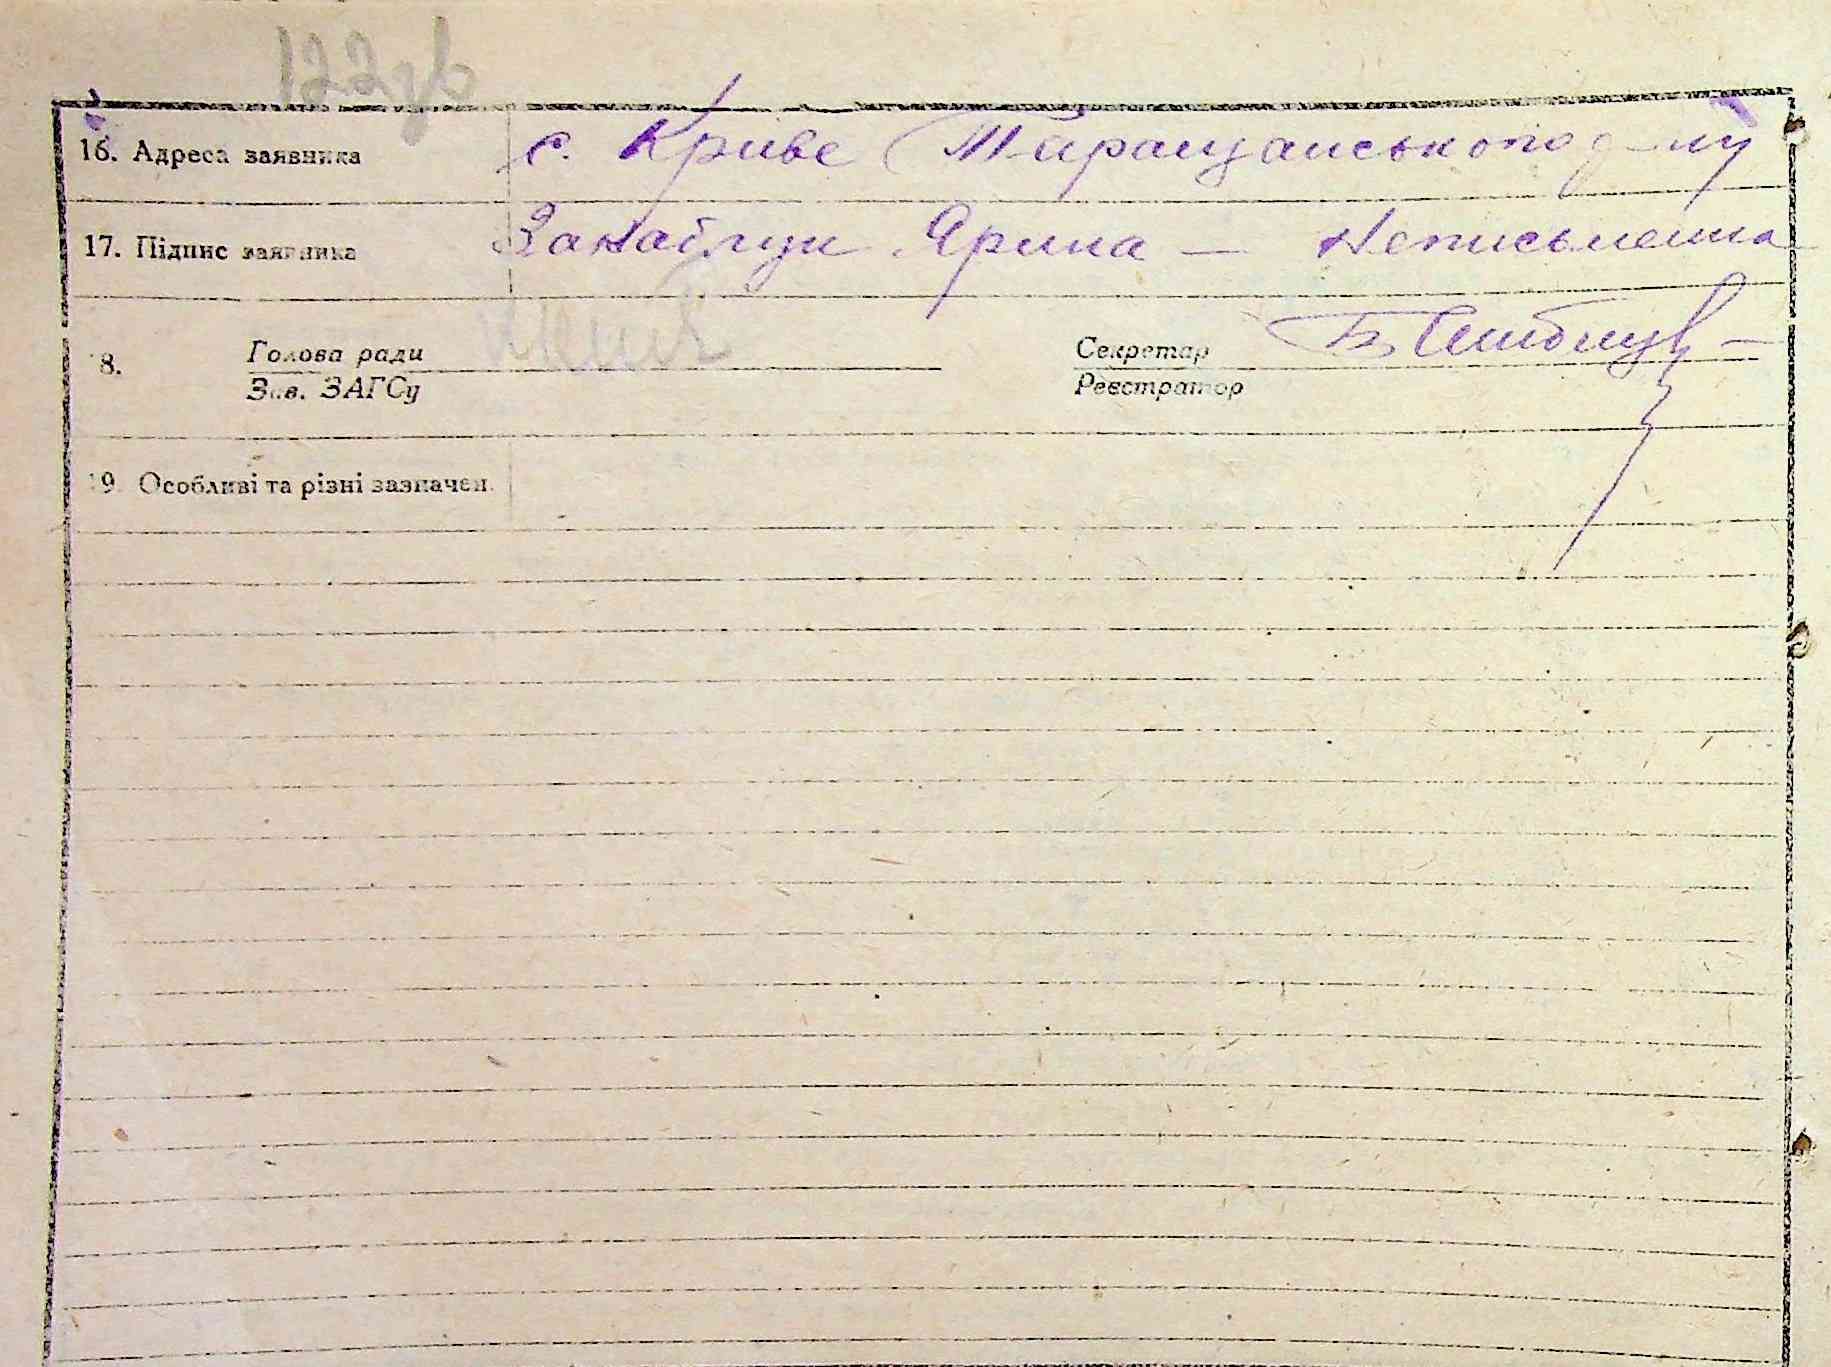 122зв
16. Адреса заявника с. Криве Таращанського р-ну
17. Підпис заявника Ярина — Неписьменна
18. Голова ради Секретар
Зав. ЗАГСу Реєстратор
19. Особливі та різні зазначен.